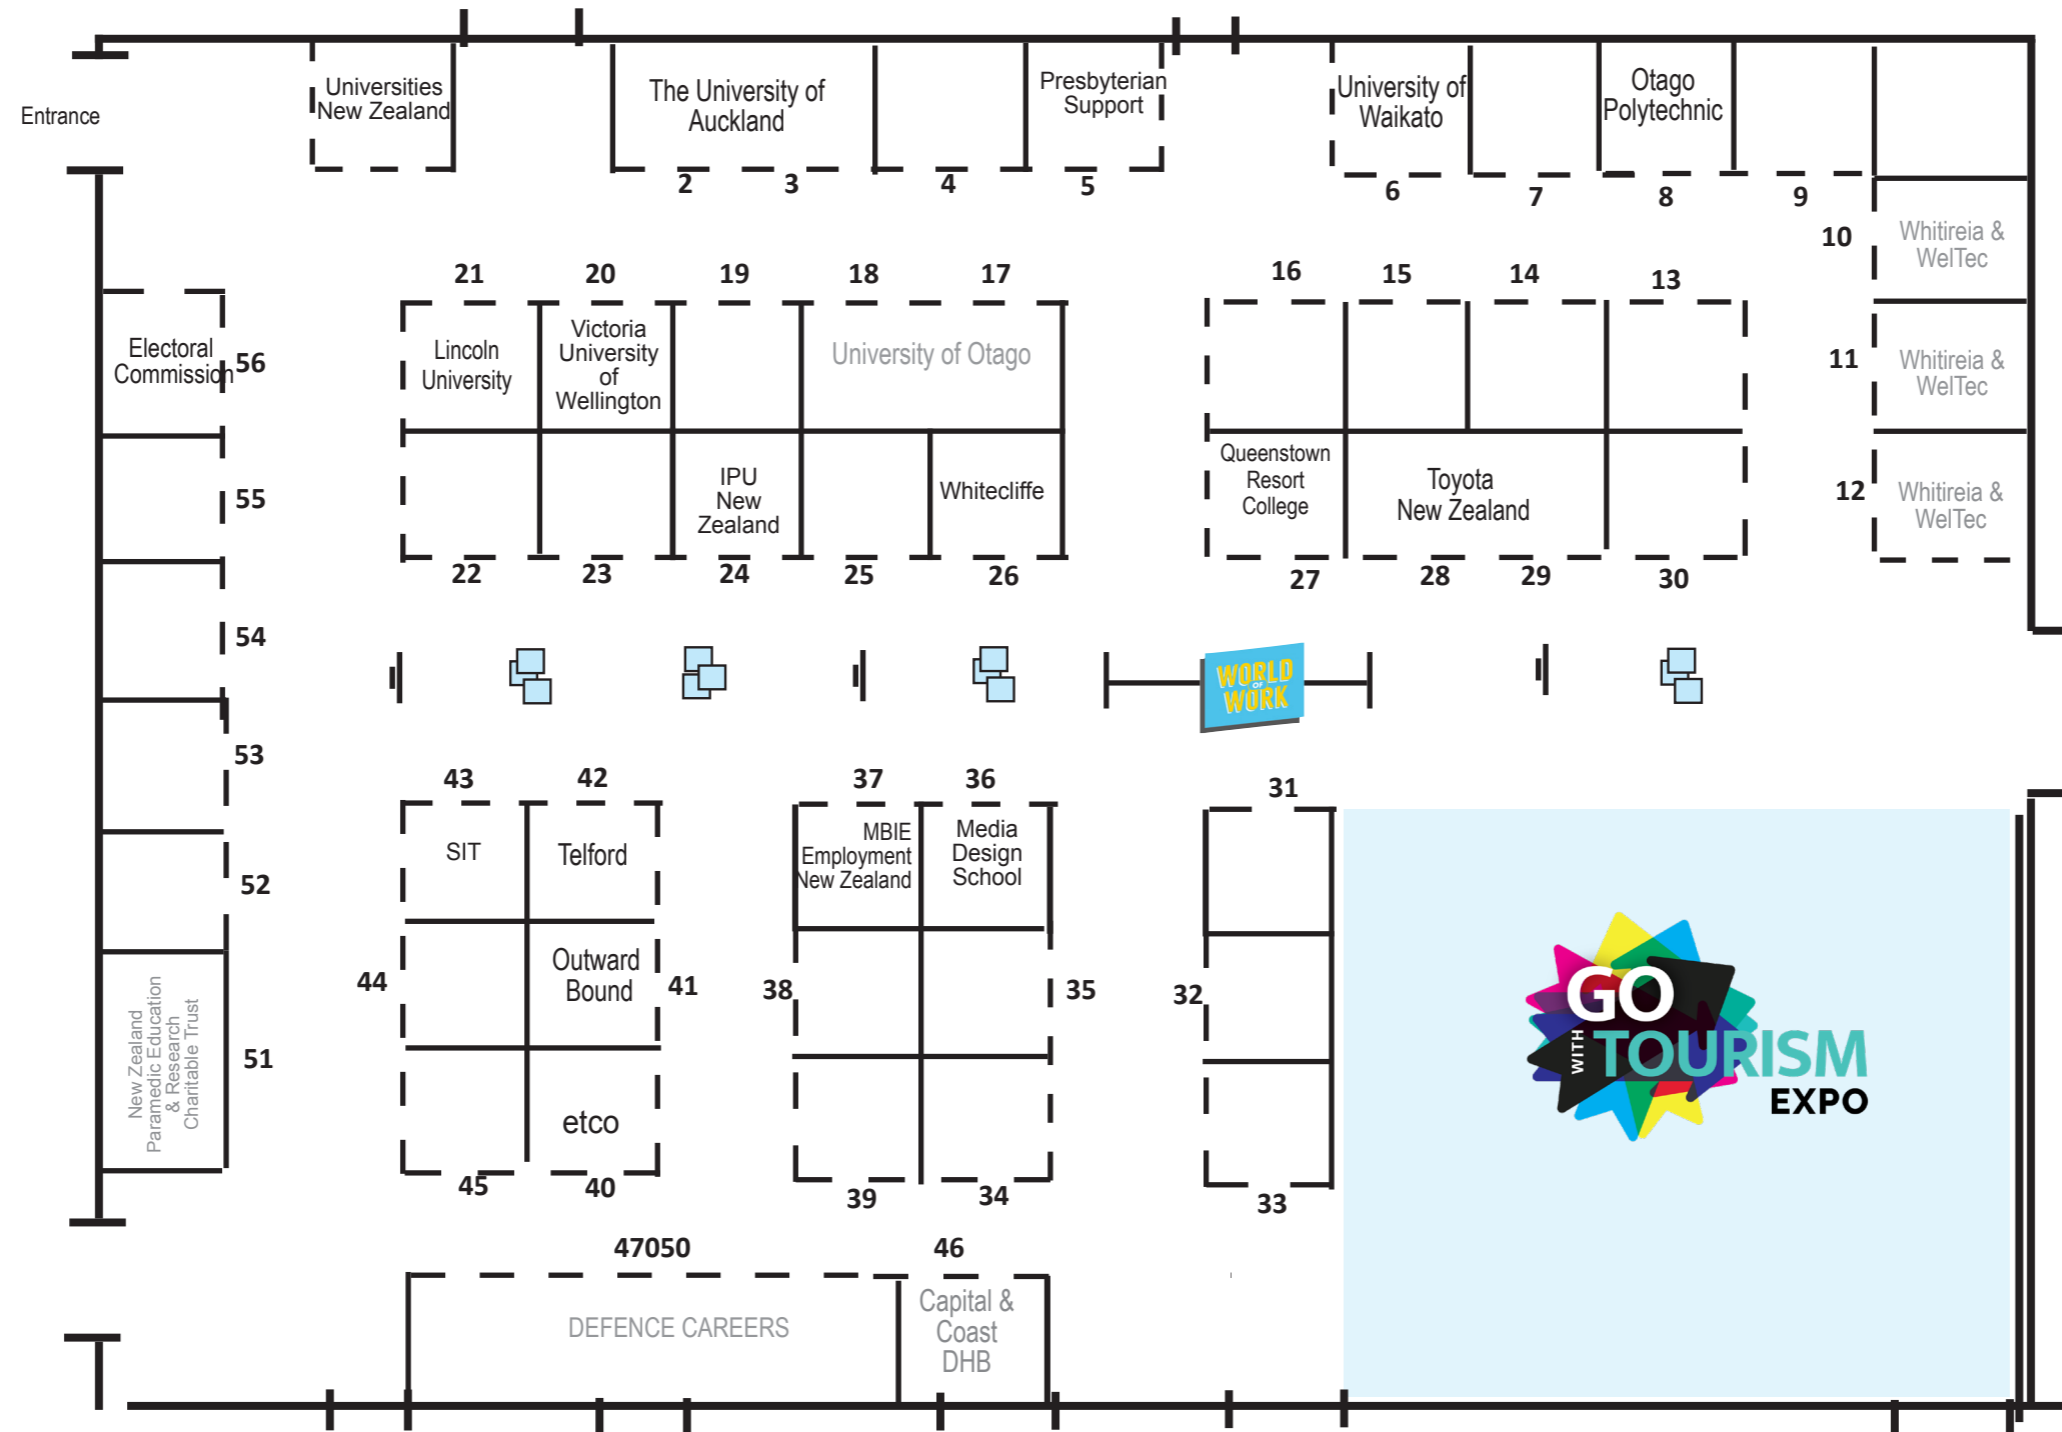 Entrance
Universities
New Zealand
The University of
Auckland
Presbyterian
Support
University of
Waikato
Otago
Polytechnic
2
3
4
5
6
7
8
9
10
Whitireia &
WelTec
21
20
19
18
17
16
15
14
13
Electoral
Commission
56
Lincoln
University
Victoria
University
of
Wellington
University of Otago
11
Whitireia &
WelTec
55
IPU
New
Zealand
Whitecliffe
Queenstown
Resort
College
Toyota
New Zealand
12
Whitireia &
WelTec
22
23
24
25
26
27
28
29
30
54
WORLD
OF
WORK
53
43
42
37
36
31
SIT
Telford
MBIE
Employment
New Zealand
Media
Design
School
52
44
Outward
Bound
41
38
35
32
GO
WITH
TOURISM
EXPO
New Zealand
Paramedic Education
& Research
Charitable Trust
51
etco
45
40
39
34
33
47050
46
DEFENCE CAREERS
Capital &
Coast
DHB